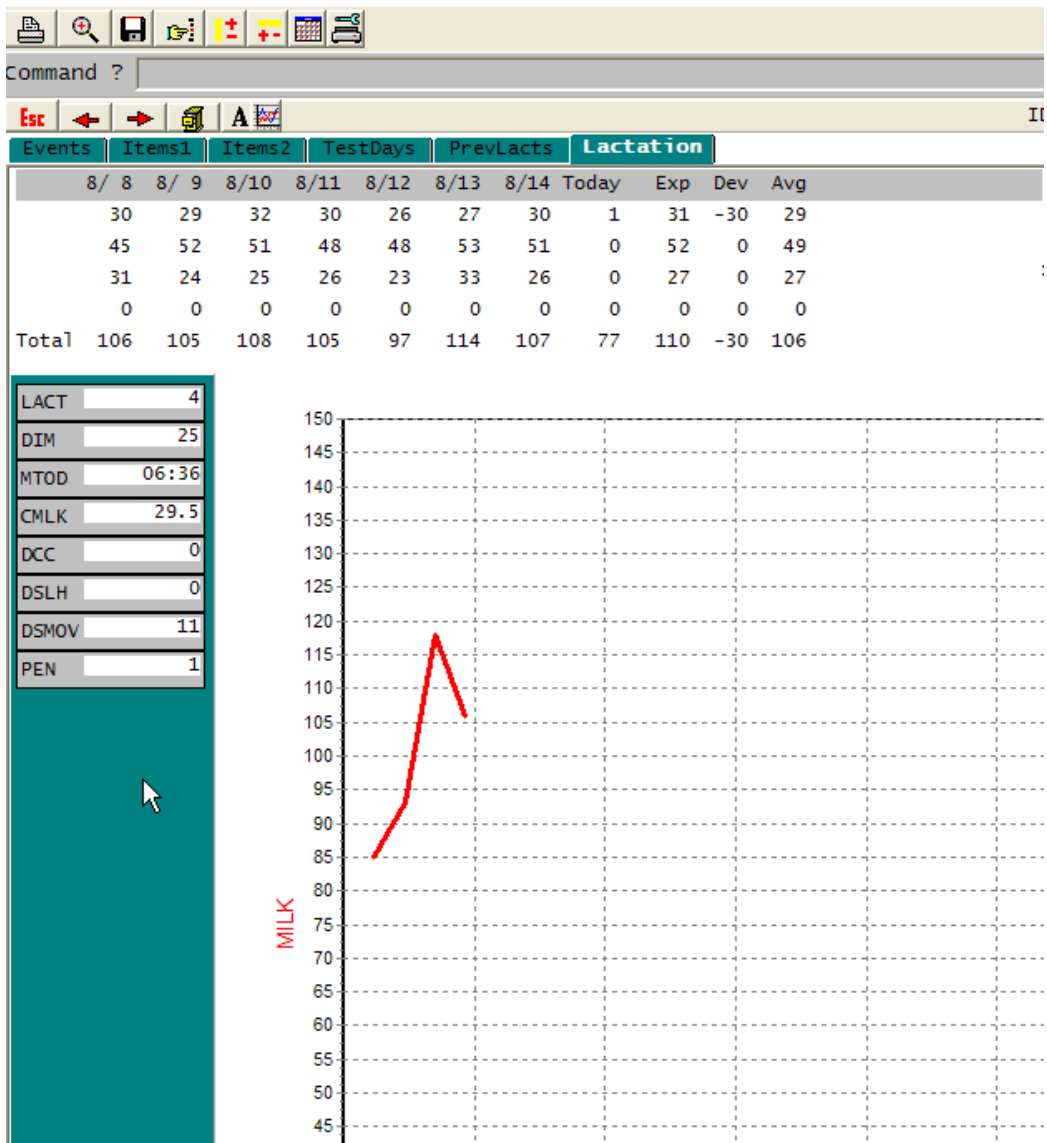 Command ?
Esc A ID
Events Items1 Items2 TestDays PrevLacts Lactation
8/ 8 8/ 9 8/10 8/11 8/12 8/13 8/14 Today Exp Dev Avg
30 29 32 30 26 27 30 1 31 -30 29
45 52 51 48 48 53 51 0 52 0 49
31 24 25 26 23 33 26 0 27 0 27
0 0 0 0 0 0 0 0 0 0 0
Total 106 105 108 105 97 114 107 77 110 -30 106
LACT 4
DIM 25
MTOD 06:36
CMLK 29.5
DCC 0
DSLH 0
DSMOV 11
PEN 1
MILK
150
145
140
135
130
125
120
115
110
105
100
95
90
85
80
75
70
65
60
55
50
45